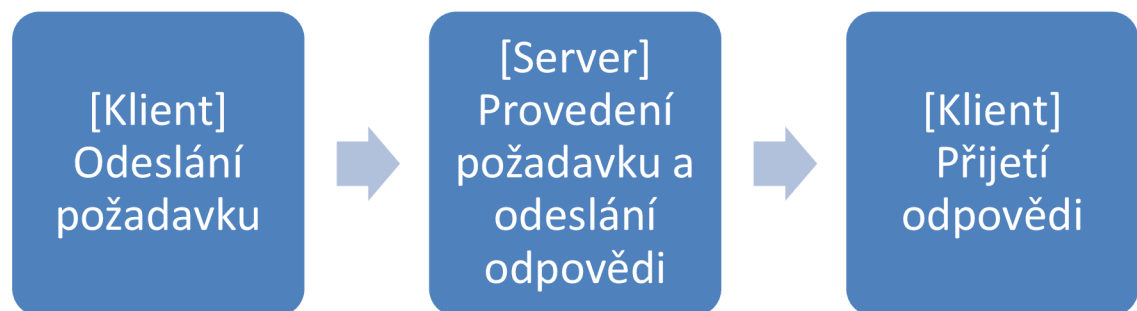 [Klient]
Odeslání
požadavku
[Server]
Provedení
požadavku a
odeslání
odpovědi
[Klient]
Přijetí
odpovědi